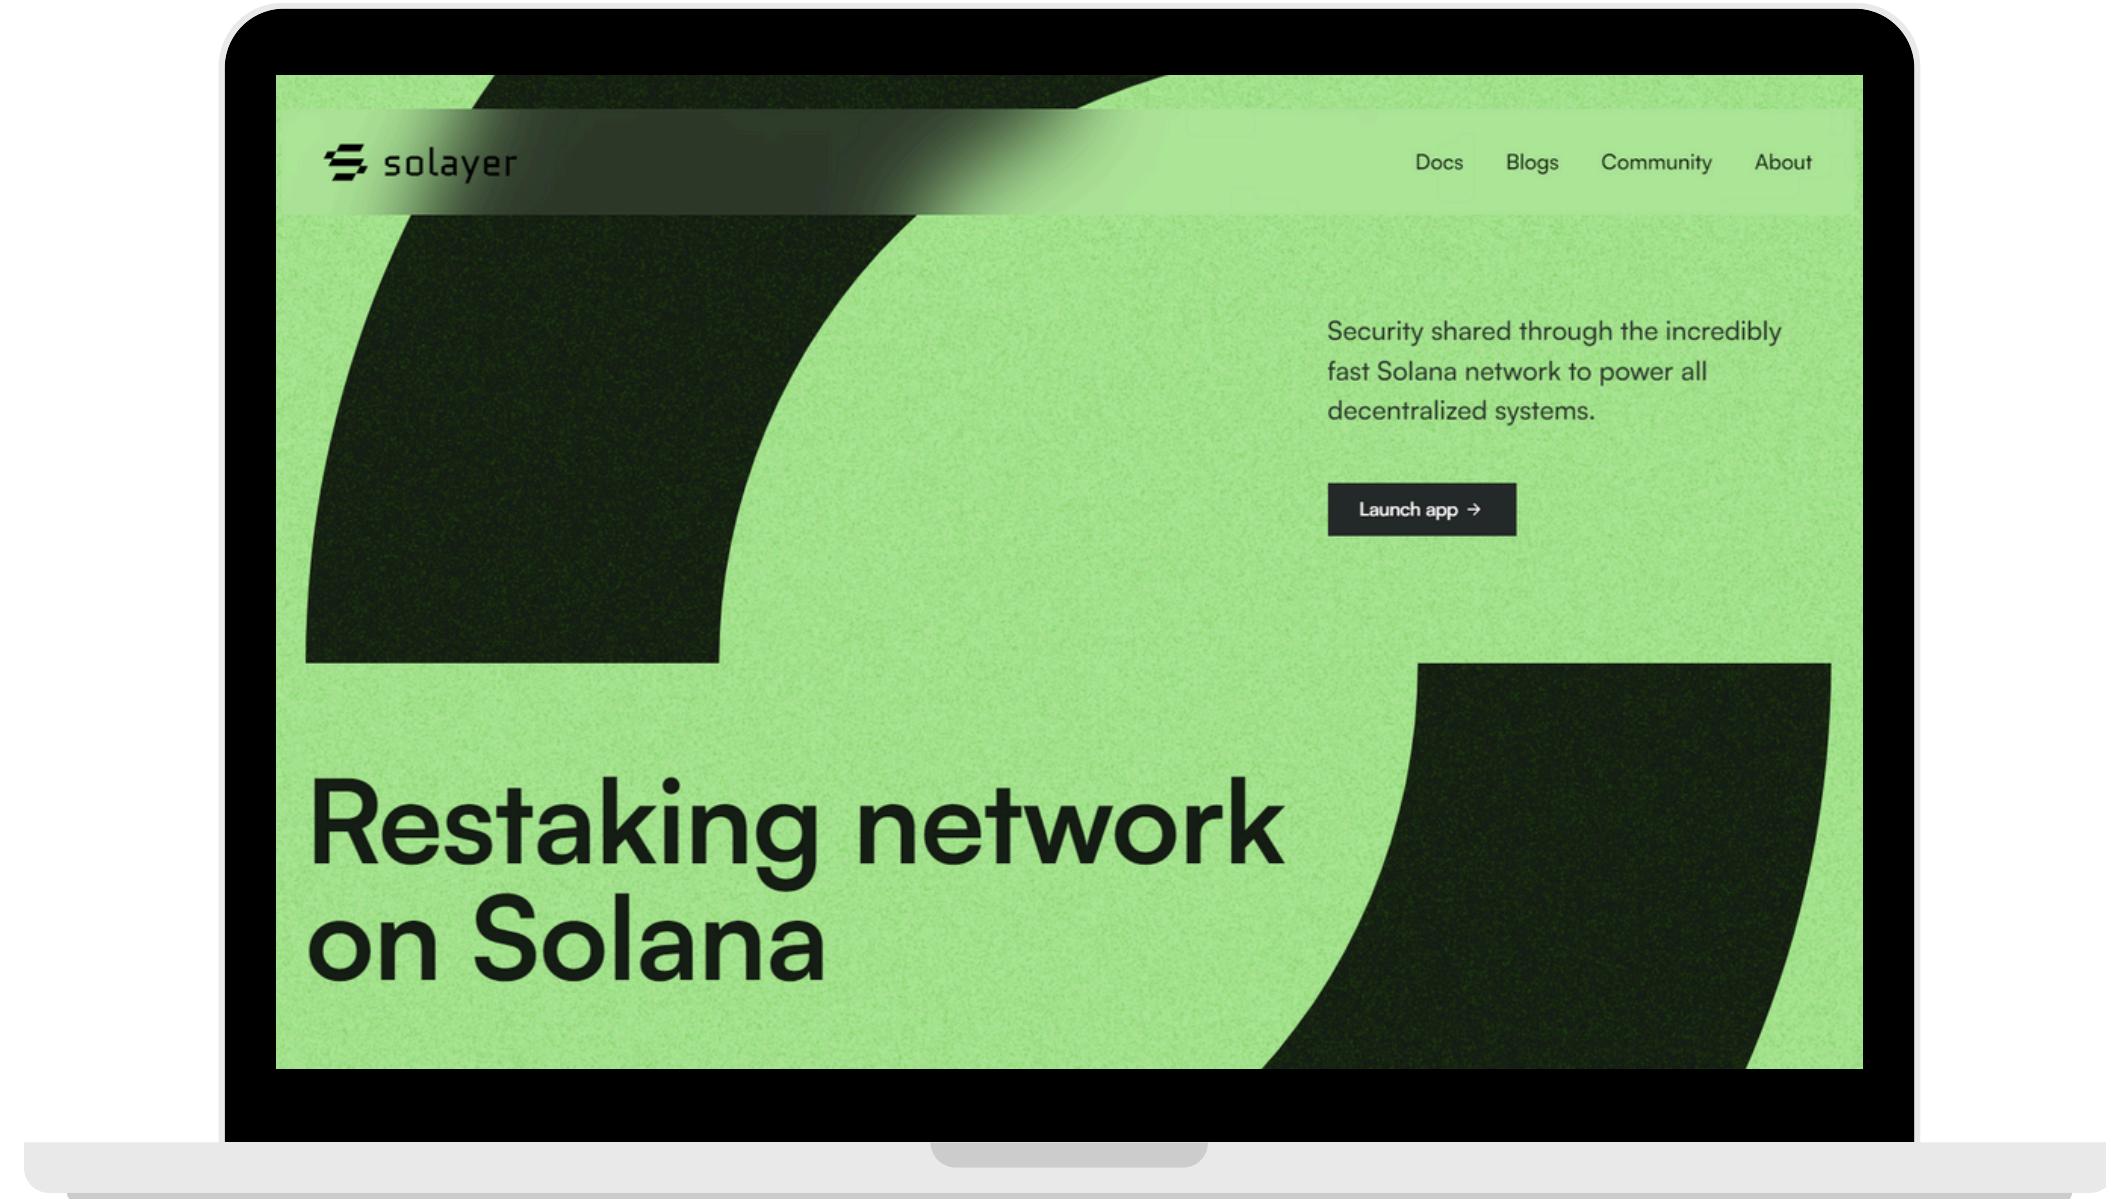 solayer
Docs Blogs Community About
Security shared through the incredibly
fast Solana network to power all
decentralized systems.
Launch app →
Restaking network
on Solana